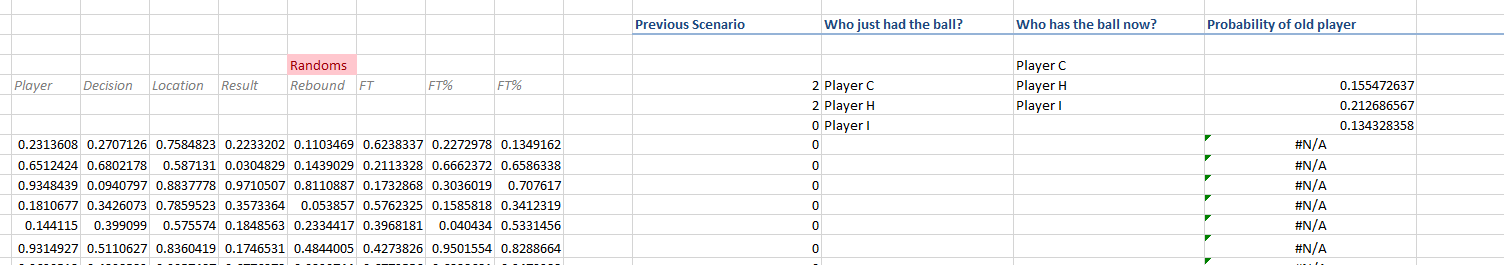 Previous Scenario Who just had the ball? Who has the ball now? Probability of old player
Randoms Player C
Player Decision Location Result Rebound FT FT% FT% 2 Player C Player H 0.155472637
2 Player H Player I 0.212686567
0 Player I 0.134328358
0.2313608 0.2707126 0.7584823 0.2233202 0.1103469 0.6238337 0.2272978 0.1349162 0 #N/A
0.6512424 0.6802178 0.587131 0.0304829 0.1439029 0.2113328 0.6662372 0.6586338 0 #N/A
0.9348439 0.0940797 0.8837778 0.9710507 0.8110887 0.1732868 0.3036019 0.707617 0 #N/A
0.1810677 0.3426073 0.7859523 0.3573364 0.053857 0.5762325 0.1585818 0.3412319 0 #N/A
0.144115 0.399099 0.575574 0.1848563 0.2334417 0.3968181 0.040434 0.5331456 0 #N/A
0.9314927 0.5110627 0.8360419 0.1746531 0.4844005 0.4273826 0.9501554 0.8288664 0 #N/A